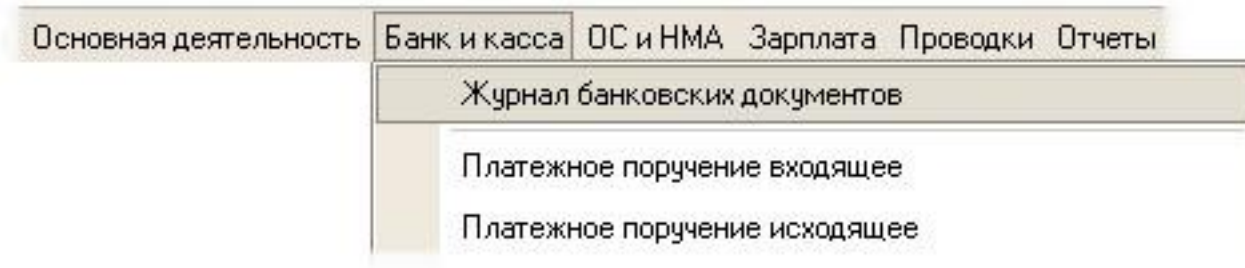 Основная деятельность Банк и касса ОС и НМА Зарплата Проводки Отчеты
Журнал банковских документов
Платежное поручение входящее
Платежное поручение исходящее